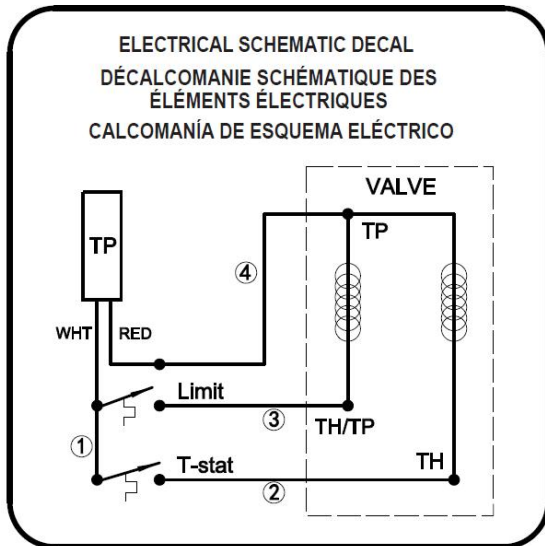 ELECTRICAL SCHEMATIC DECAL
DÉCALCOMANIE SCHÉMATIQUE DES
ÉLÉMENTS ÉLECTRIQUES
CALCOMANÍA DE ESQUEMA ELÉCTRICO
VALVE
TP
TP
④
WHT RED
Limit
③
TH/TP
①
T-stat
②
TH